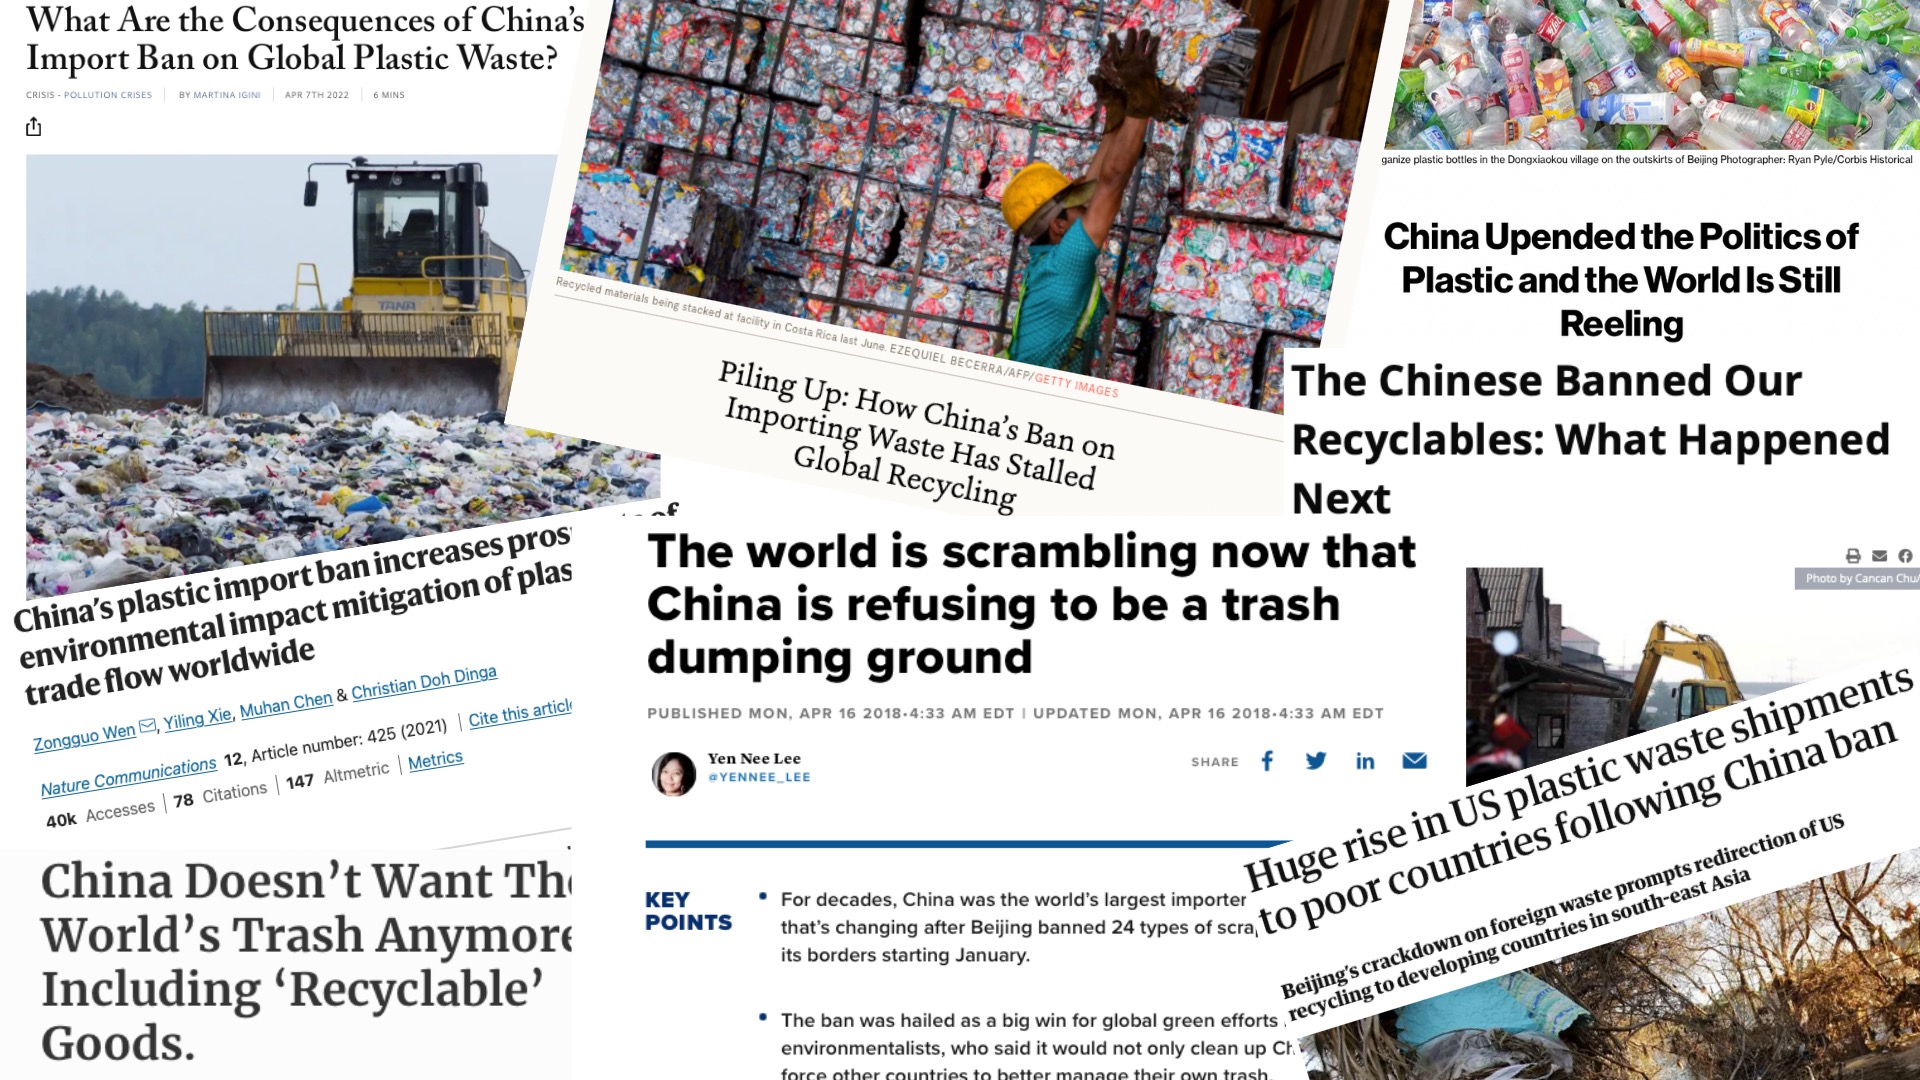 What Are the Consequences of China's
Import Ban on Global Plastic Waste?
CRISIS - POLLUTION CRISES
BY MARTINA IGINI
APR 7TH 2022
6 MINS
TANA
Recycled materials being stacked at facility in Costa Rica last June. EZEQUIEL BECERRA/AFP/GETTY IMAGES
Piling Up: How China's Ban on
Importing Waste Has Stalled
Global Recycling
ganize plastic bottles in the Dongxiaokou village on the outskirts of Beijing Photographer: Ryan Pyle/Corbis Historical
China Upended the Politics of
Plastic and the World Is Still
Reeling
The Chinese Banned Our
Recyclables: What Happened
Next
Photo by Cancan Chu/
China's plastic import ban increases pros
environmental impact mitigation of plas
trade flow worldwide
Zongguo Wen, Yiling Xie, Muhan Chen & Christian Doh Dinga
Nature Communications 12, Article number: 425 (2021) | Cite this article
40k Accesses | 78 Citations | 147 Altmetric | Metrics
The world is scrambling now that
China is refusing to be a trash
dumping ground
PUBLISHED MON, APR 16 2018•4:33 AM EDT | UPDATED MON, APR 16 2018•4:33 AM EDT
Yen Nee Lee
@YENNEE_LEE
SHARE
KEY
POINTS
• For decades, China was the world's largest importer
that's changing after Beijing banned 24 types of scra
its borders starting January.
• The ban was hailed as a big win for global green efforts
environmentalists, who said it would not only clean up Ch
force other countries to better manage their own trash.
China Doesn't Want The
World's Trash Anymore
Including ‘Recyclable’
Goods.
Huge rise in US plastic waste shipments
to poor countries following China ban
Beijing's crackdown on foreign waste prompts redirection of US
recycling to developing countries in south-east Asia